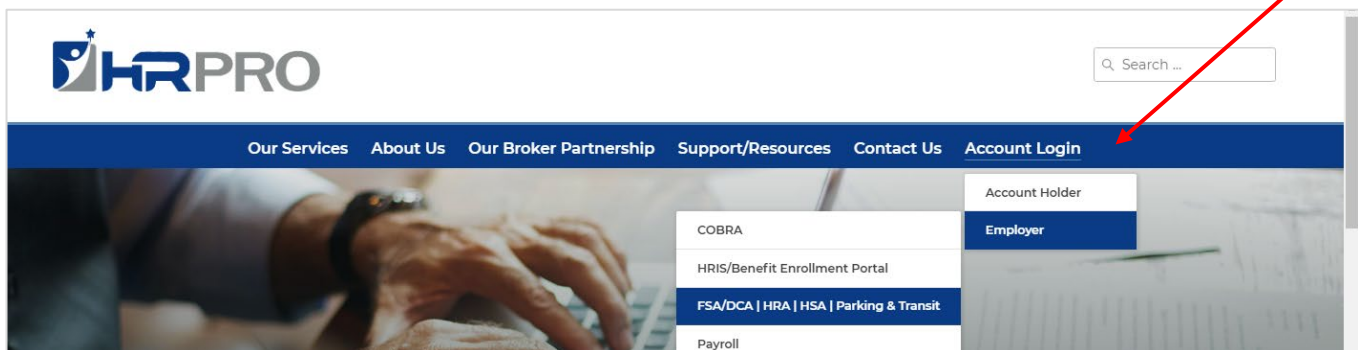 HRPRO
Search ...
Our Services About Us Our Broker Partnership Support/Resources Contact Us Account Login
Account Holder
Employer
COBRA
HRIS/Benefit Enrollment Portal
FSA/DCA | HRA | HSA | Parking & Transit
Payroll